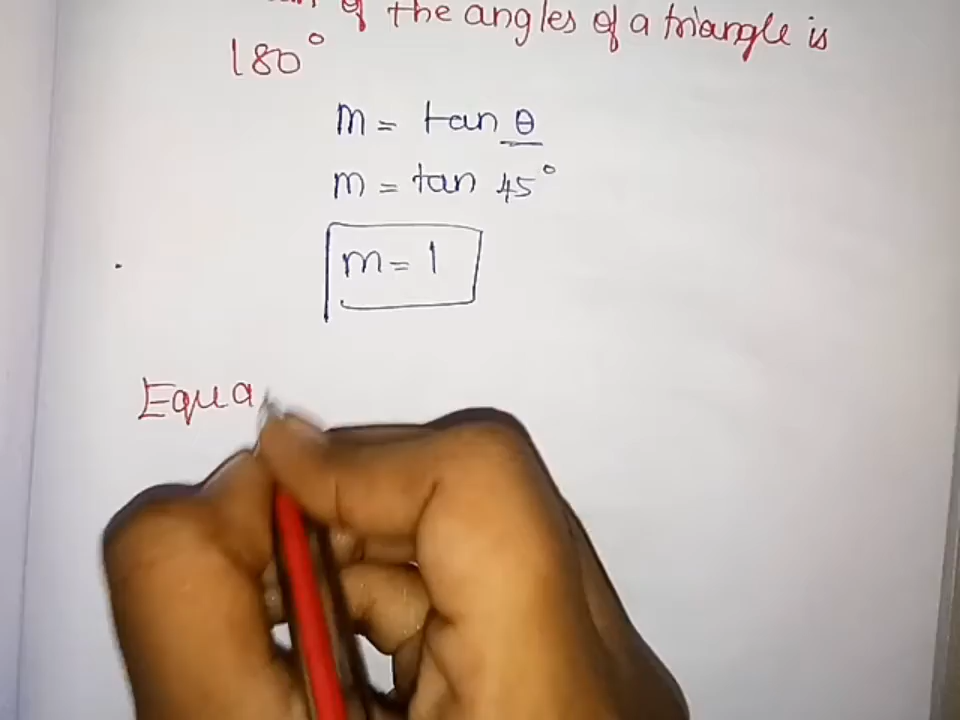 of the angles of a triangle is
180°
m = tan θ
m = tan 45°
m = 1
Equa